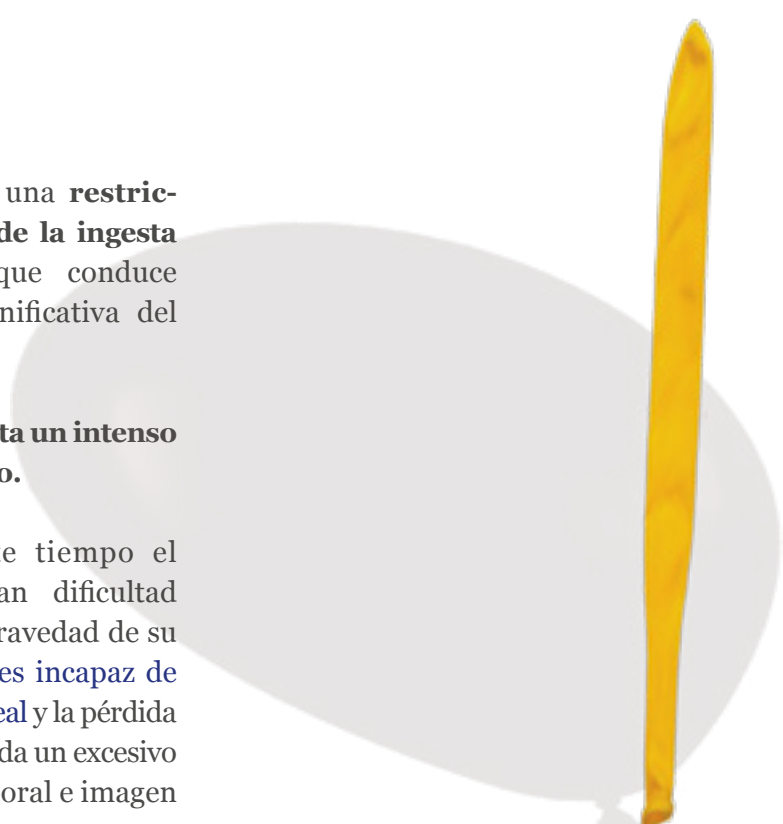 una restric-
de la ingesta
que conduce
nificativa del
ta un intenso
o.
te tiempo el
an dificultad
ravedad de su
es incapaz de
eal y la pérdida
da un excesivo
oral e imagen